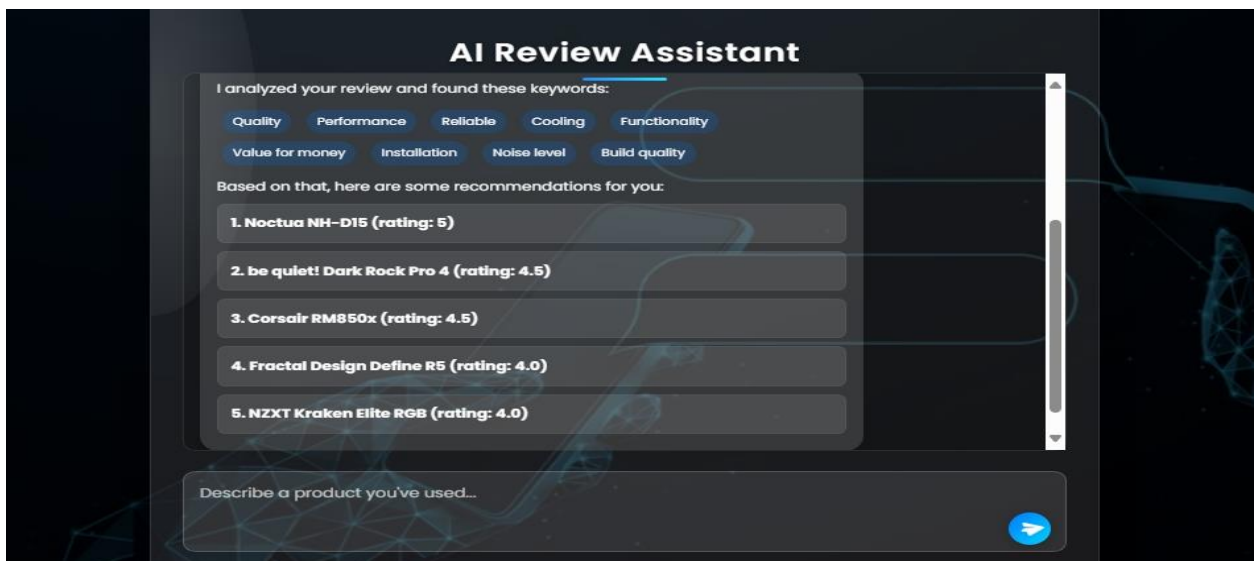 AI Review Assistant
I analyzed your review and found these keywords:
Quality Performance Reliable Cooling Functionality
Value for money Installation Noise level Build quality
Based on that, here are some recommendations for you:
1. Noctua NH-D15 (rating: 5)
2. be quiet! Dark Rock Pro 4 (rating: 4.5)
3. Corsair RM850x (rating: 4.5)
4. Fractal Design Define R5 (rating: 4.0)
5. NZXT Kraken Elite RGB (rating: 4.0)
Describe a product you've used...